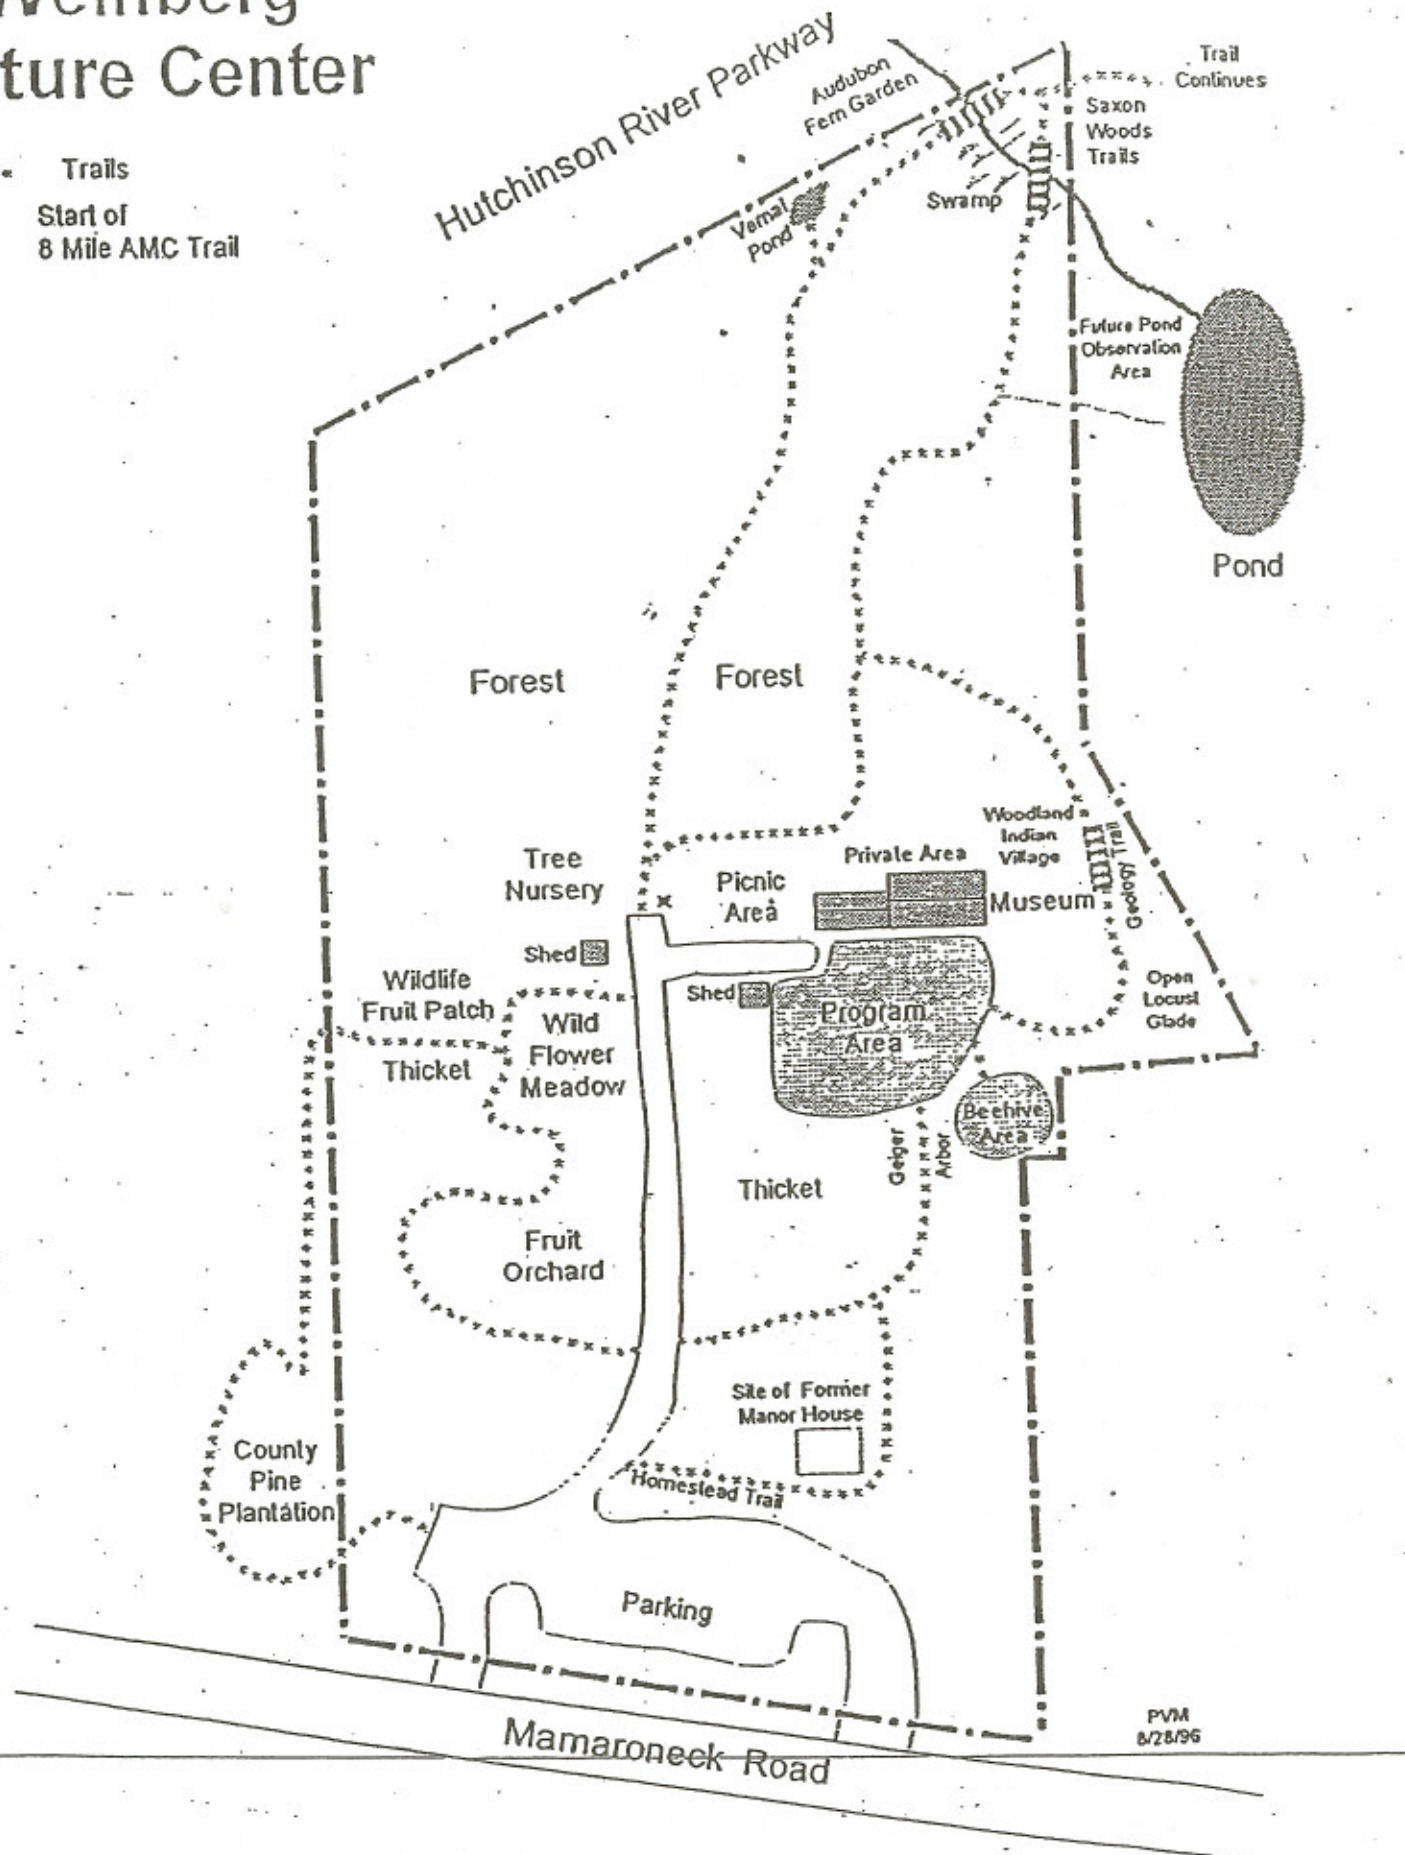 Weinberg
ture Center
Trails
Start of
8 Mile AMC Trail
Hutchinson River Parkway
Audubon
Fern Garden
Trail
Continues
Saxon
Woods
Trails
Swamp
Vernal
Pond
Future Pond
Observation
Area
Pond
Forest
Forest
Tree
Nursery
Picnic
Area
Private Area
Woodland
Indian
Village
Museum
Geology Trail
Shed
Shed
Wildlife
Fruit Patch
Wild
Flower
Meadow
Thicket
Program
Area
Open
Locust
Glade
Beehive
Area
Geiger
Arbor
Thicket
Fruit
Orchard
Site of Former
Manor House
County
Pine
Plantation
Homestead Trail
Parking
Mamaroneck Road
PVM
8/28/96